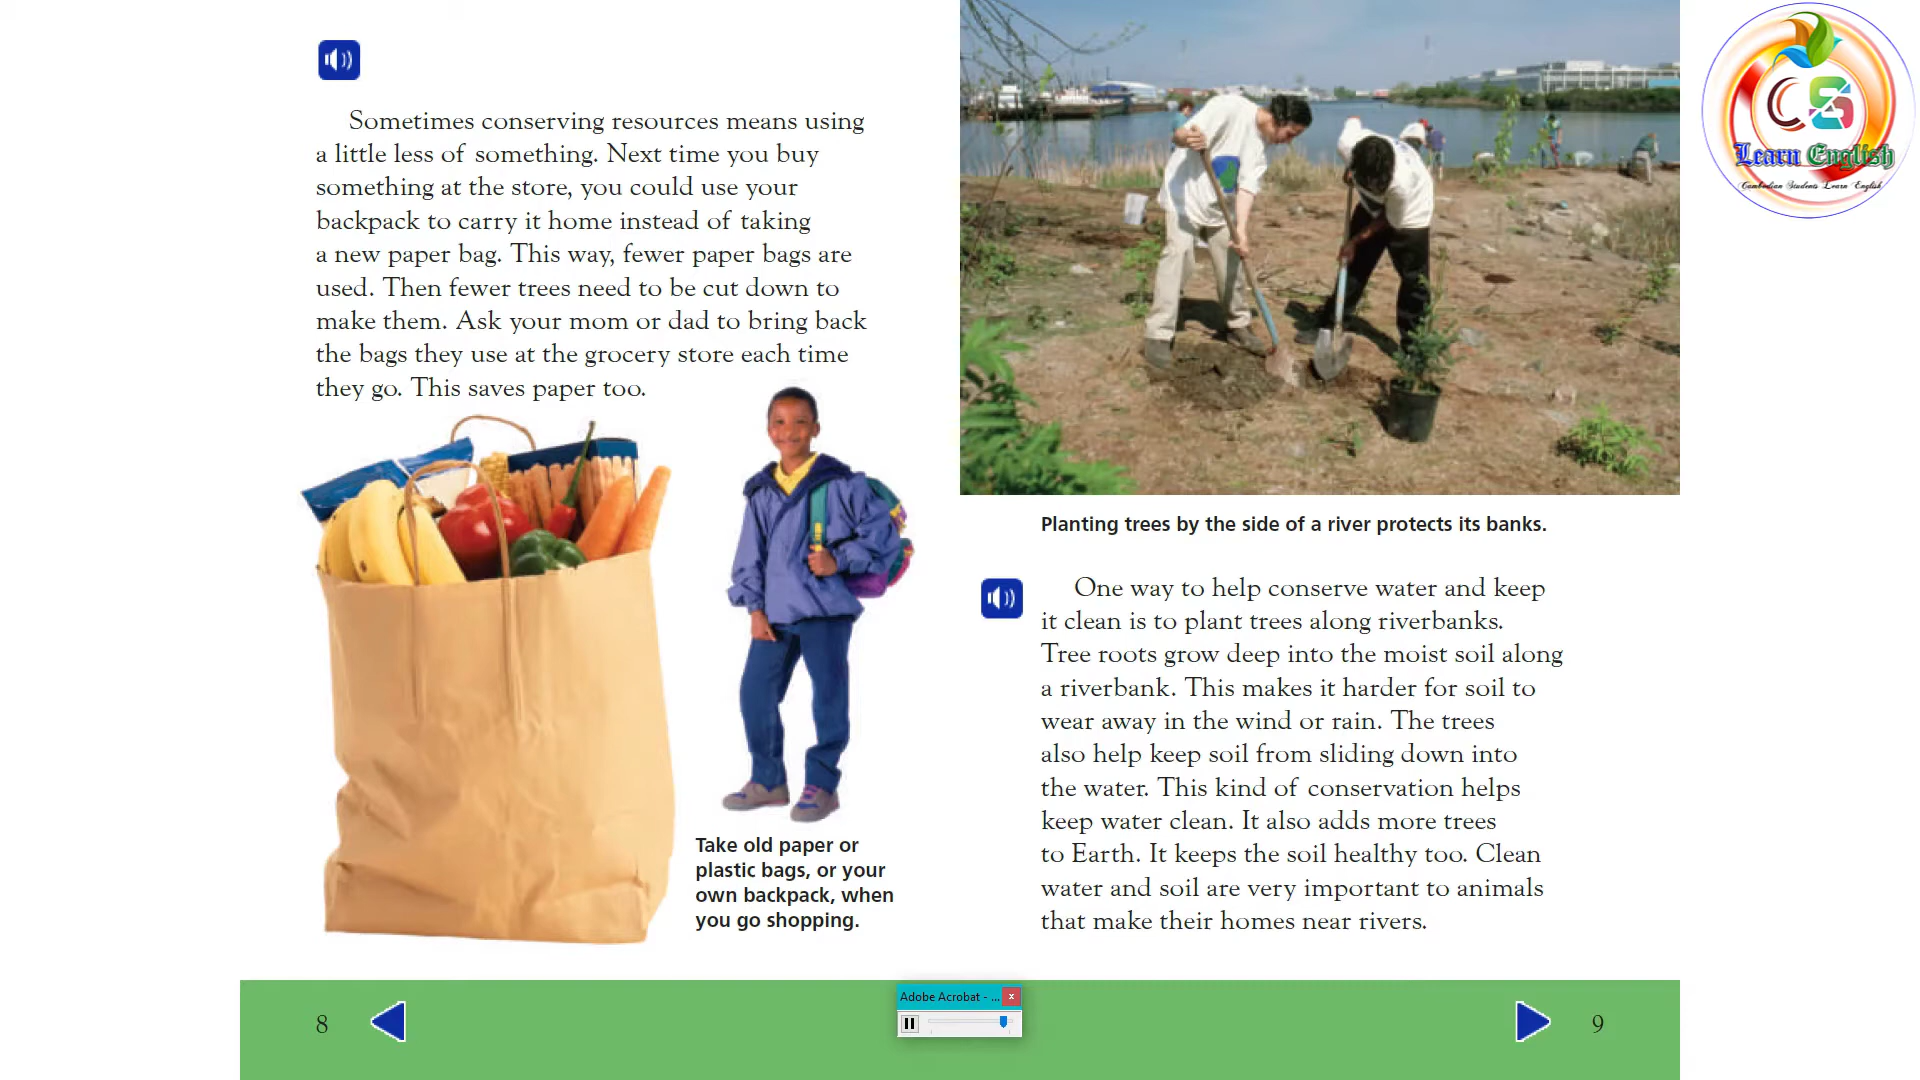 Sometimes conserving resources means using
a little less of something. Next time you buy
something at the store, you could use your
backpack to carry it home instead of taking
a new paper bag. This way, fewer paper bags are
used. Then fewer trees need to be cut down to
make them. Ask your mom or dad to bring back
the bags they use at the grocery store each time
they go. This saves paper too.
Take old paper or
plastic bags, or your
own backpack, when
you go shopping.
8
Planting trees by the side of a river protects its banks.
One way to help conserve water and keep
it clean is to plant trees along riverbanks.
Tree roots grow deep into the moist soil along
a riverbank. This makes it harder for soil to
wear away in the wind or rain. The trees
also help keep soil from sliding down into
the water. This kind of conservation helps
keep water clean. It also adds more trees
to Earth. It keeps the soil healthy too. Clean
water and soil are very important to animals
that make their homes near rivers.
9
Adobe Acrobat - ...
CS
Learn English
Cambodian Students Learn English